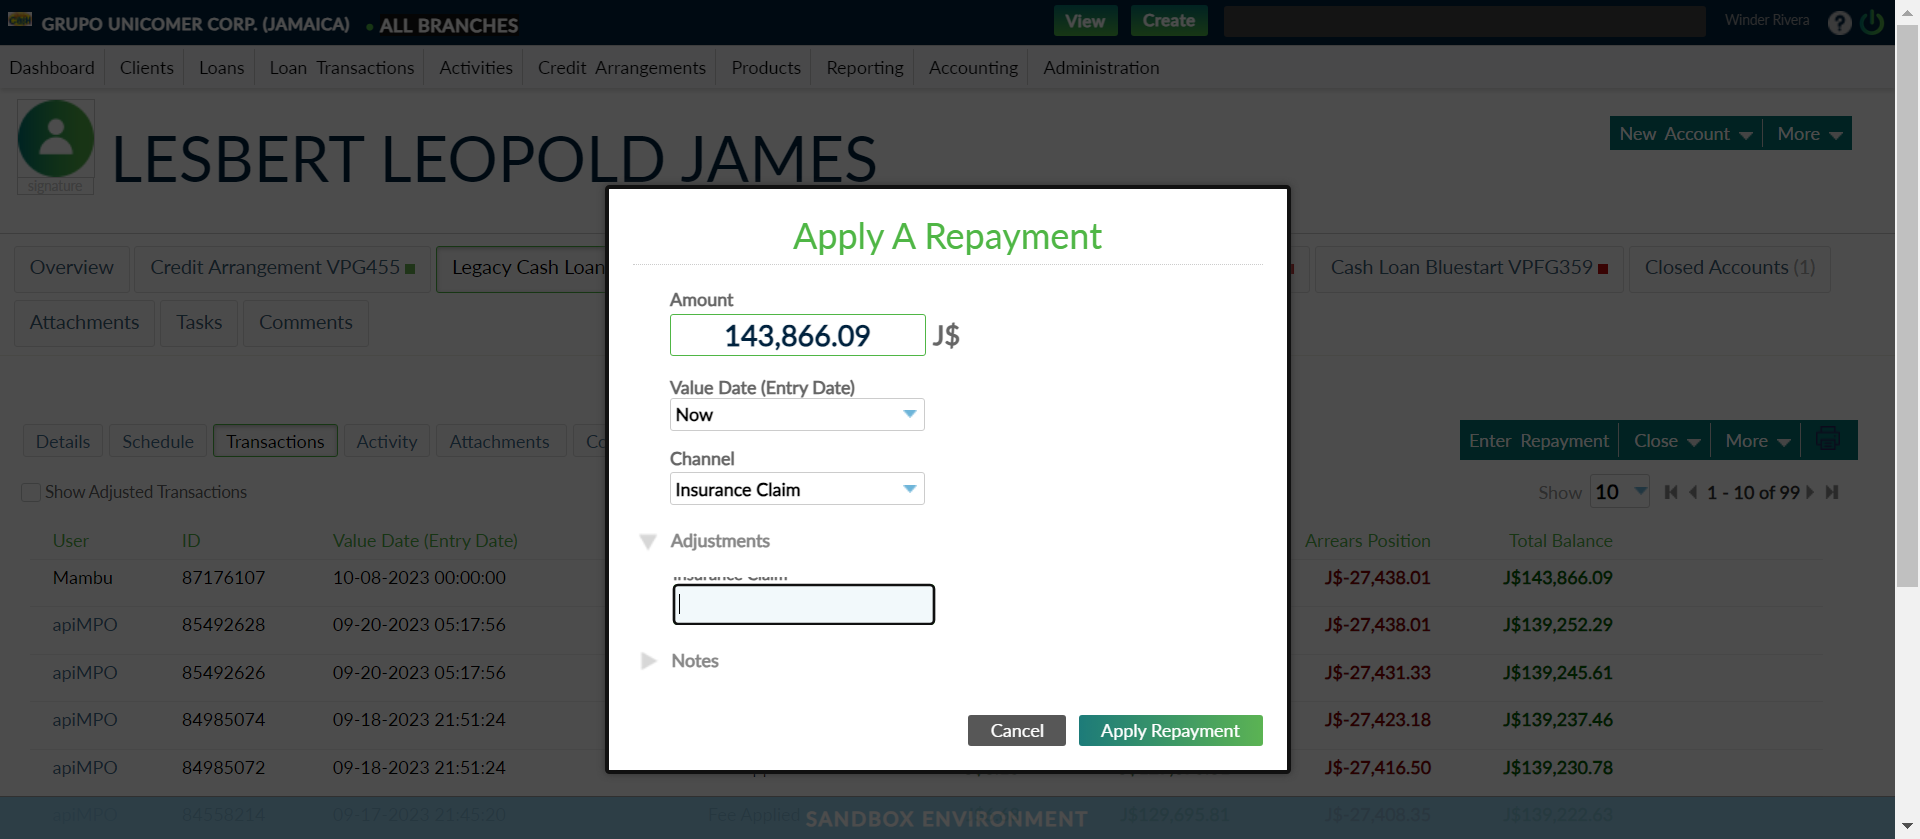 GRUPO UNICOMER CORP. (JAMAICA) • ALL BRANCHES View Create Winder Rivera ?
Dashboard Clients Loans Loan Transactions Activities Credit Arrangements Products Reporting Accounting Administration
signature
LESBERT LEOPOLD JAMES
New Account More
Overview Credit Arrangement VPG455 Legacy Cash Loan Cash Loan Bluestart VPFG359 Closed Accounts (1)
Attachments Tasks Comments
Apply A Repayment
Amount
143,866.09 J$
Value Date (Entry Date)
Now
Channel
Insurance Claim
Adjustments
Insurance Claim
Notes
Cancel Apply Repayment
Details Schedule Transactions Activity Attachments
Enter Repayment Close More
Show Adjusted Transactions
Show 10 1 - 10 of 99
User ID Value Date (Entry Date) Arrears Position Total Balance
Mambu 87176107 10-08-2023 00:00:00 J$-27,438.01 J$143,866.09
apiMPO 85492628 09-20-2023 05:17:56 J$-27,438.01 J$139,252.29
apiMPO 85492626 09-20-2023 05:17:56 J$-27,431.33 J$139,245.61
apiMPO 84985074 09-18-2023 21:51:24 J$-27,423.18 J$139,237.46
apiMPO 84985072 09-18-2023 21:51:24 J$-27,416.50 J$139,230.78
apiMPO 84558214 09-17-2023 21:45:20 Fee Applied J$129,695.81 J$-27,408.35 J$139,222.63
SANDBOX ENVIRONMENT